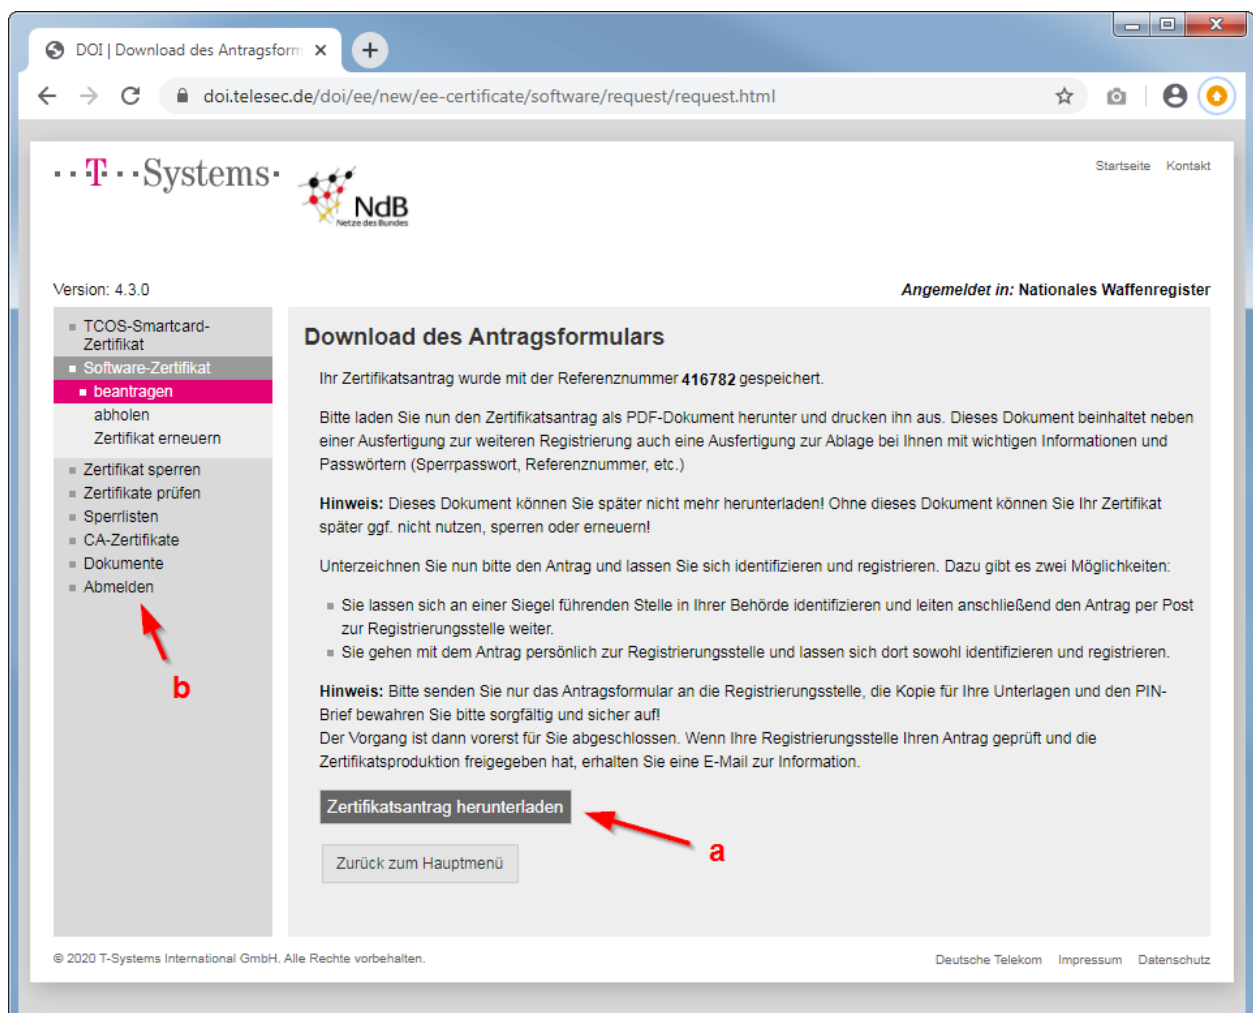 DOI | Download des Antragsform
doi.telesec.de/doi/ee/new/ee-certificate/software/request/request.html
T Systems
NdB
Netze des Bundes
Startseite Kontakt
Version: 4.3.0
Angemeldet in: Nationales Waffenregister
TCOS-Smartcard-
Zertifikat
Software-Zertifikat
beantragen
abholen
Zertifikat erneuern
Zertifikat sperren
Zertifikate prüfen
Sperrlisten
CA-Zertifikate
Dokumente
Abmelden
b
Download des Antragsformulars
Ihr Zertifikatsantrag wurde mit der Referenznummer 416782 gespeichert.
Bitte laden Sie nun den Zertifikatsantrag als PDF-Dokument herunter und drucken ihn aus. Dieses Dokument beinhaltet neben
einer Ausfertigung zur weiteren Registrierung auch eine Ausfertigung zur Ablage bei Ihnen mit wichtigen Informationen und
Passwörtern (Sperrpasswort, Referenznummer, etc.)
Hinweis: Dieses Dokument können Sie später nicht mehr herunterladen! Ohne dieses Dokument können Sie Ihr Zertifikat
später ggf. nicht nutzen, sperren oder erneuern!
Unterzeichnen Sie nun bitte den Antrag und lassen Sie sich identifizieren und registrieren. Dazu gibt es zwei Möglichkeiten:
Sie lassen sich an einer Siegel führenden Stelle in Ihrer Behörde identifizieren und leiten anschließend den Antrag per Post
zur Registrierungsstelle weiter.
Sie gehen mit dem Antrag persönlich zur Registrierungsstelle und lassen sich dort sowohl identifizieren und registrieren.
Hinweis: Bitte senden Sie nur das Antragsformular an die Registrierungsstelle, die Kopie für Ihre Unterlagen und den PIN-
Brief bewahren Sie bitte sorgfältig und sicher auf!
Der Vorgang ist dann vorerst für Sie abgeschlossen. Wenn Ihre Registrierungsstelle Ihren Antrag geprüft und die
Zertifikatsproduktion freigegeben hat, erhalten Sie eine E-Mail zur Information.
Zertifikatsantrag herunterladen
a
Zurück zum Hauptmenü
© 2020 T-Systems International GmbH. Alle Rechte vorbehalten.
Deutsche Telekom Impressum Datenschutz